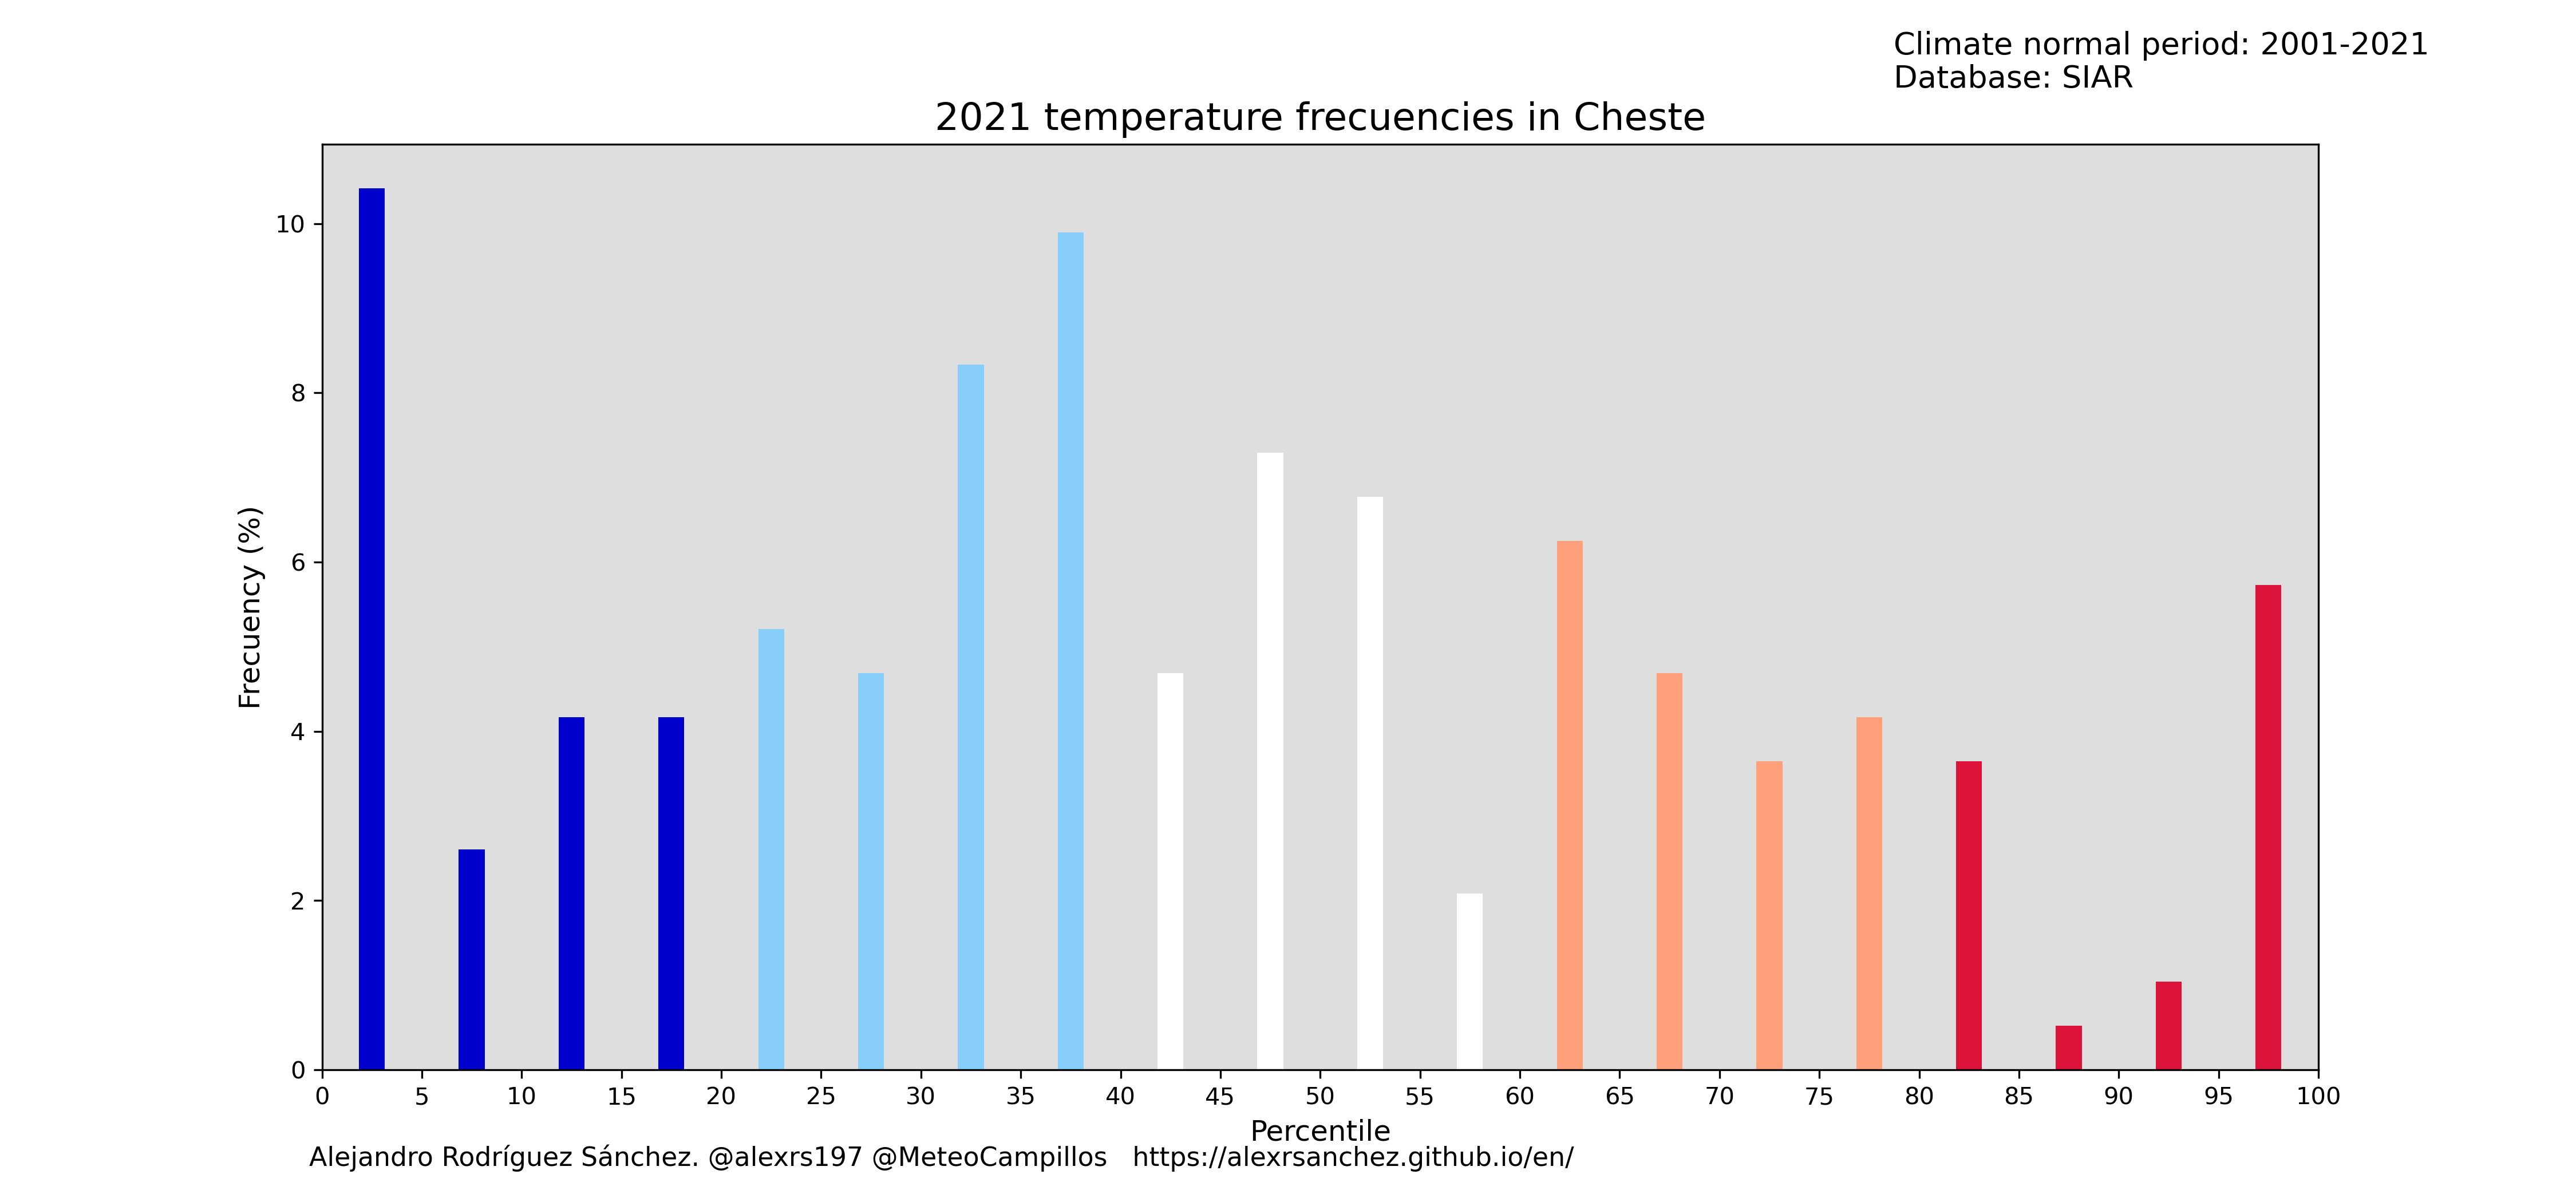 Climate normal period: 2001-2021
Database: SIAR
2021 temperature frecuencies in Cheste
Frecuency (%)
10
8
6
4
2
0
0 5 10 15 20 25 30 35 40 45 50 55 60 65 70 75 80 85 90 95 100
Percentile
Alejandro Rodríguez Sánchez. @alexrs197 @MeteoCampillos https://alexrsanchez.github.io/en/